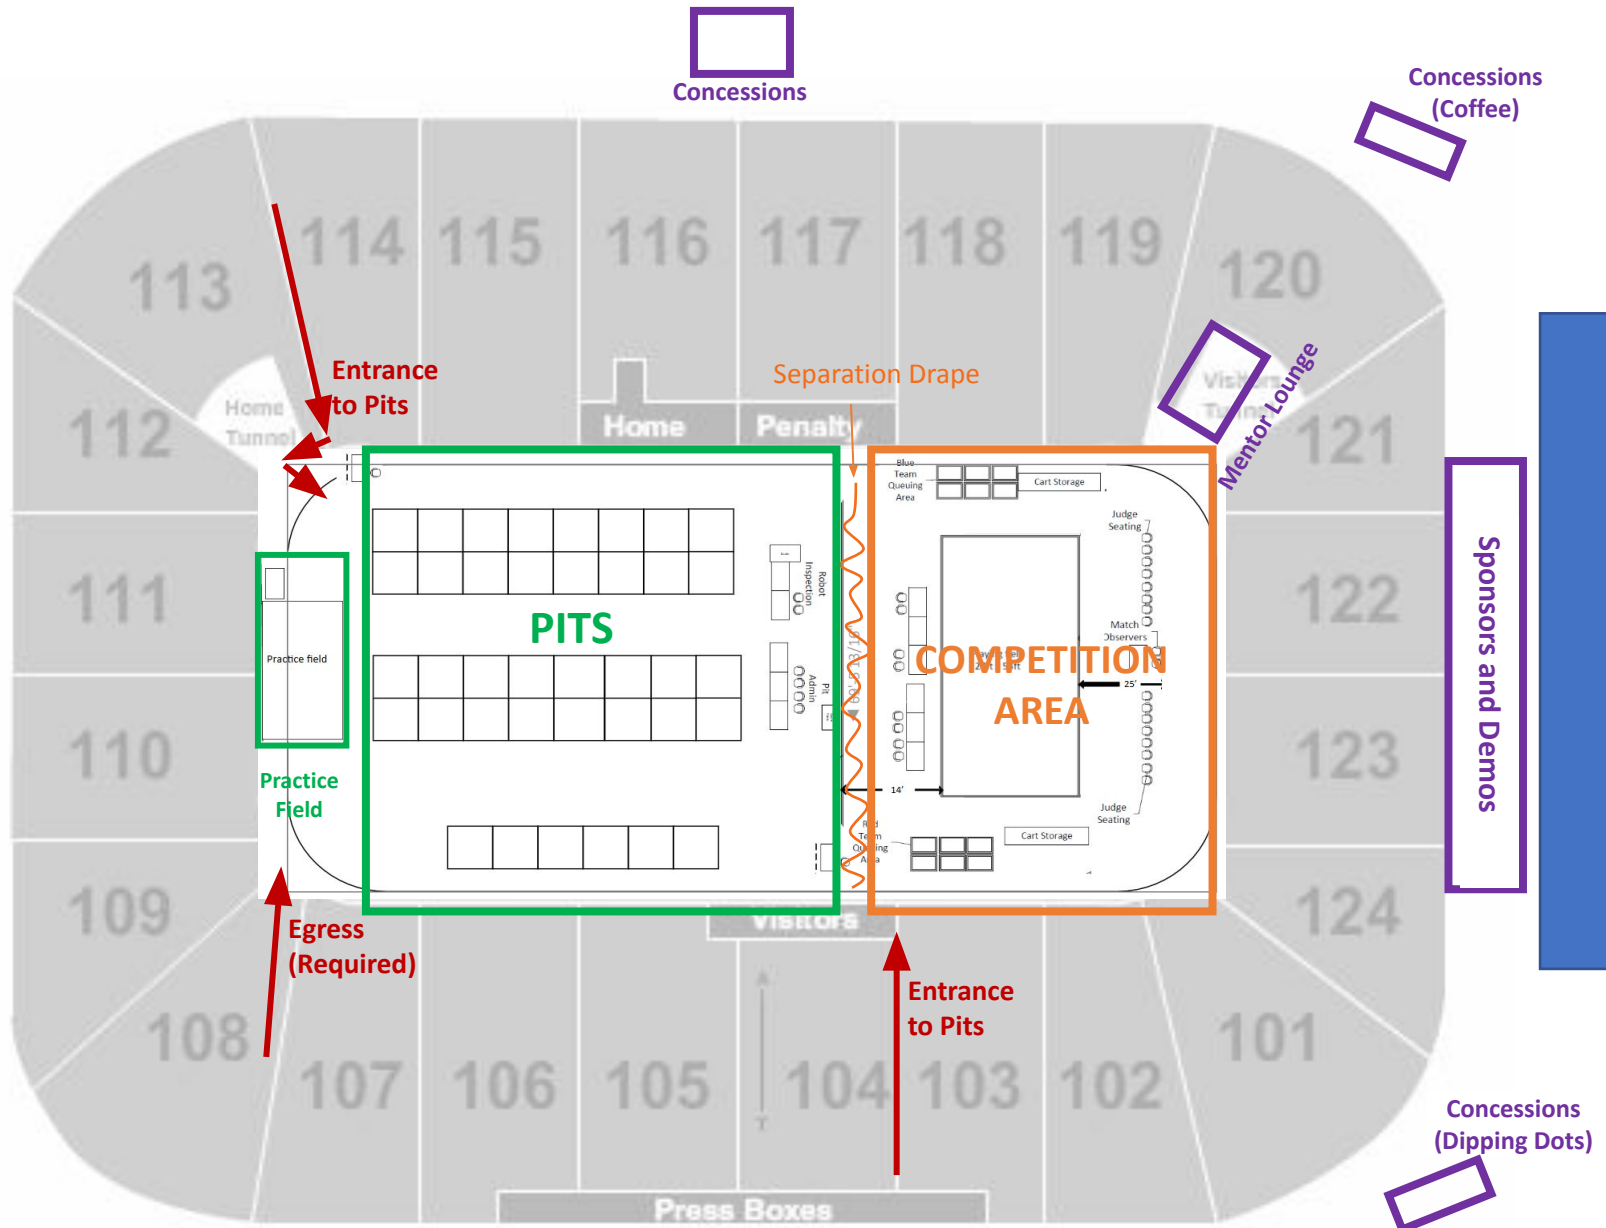 Concessions
Concessions
(Coffee)
113
114
115
116
117
118
119
120
Entrance
to Pits
Separation Drape
Home
Tunnel
Home
Penalty
Mentor Lounge
112
121
Blue
Team
Queuing
Area
Cart Storage
Judge
Seating
111
Practice field
PITS
Robot
Inspection
Pit
Admin
COMPETITION
AREA
Match
Observers
25'
122
Sponsors and Demos
110
Practice
Field
14'
Judge
Seating
123
Cart Storage
109
Egress
(Required)
Visitors
124
108
107
106
105
104
103
102
101
Entrance
to Pits
Concessions
(Dipping Dots)
Press Boxes